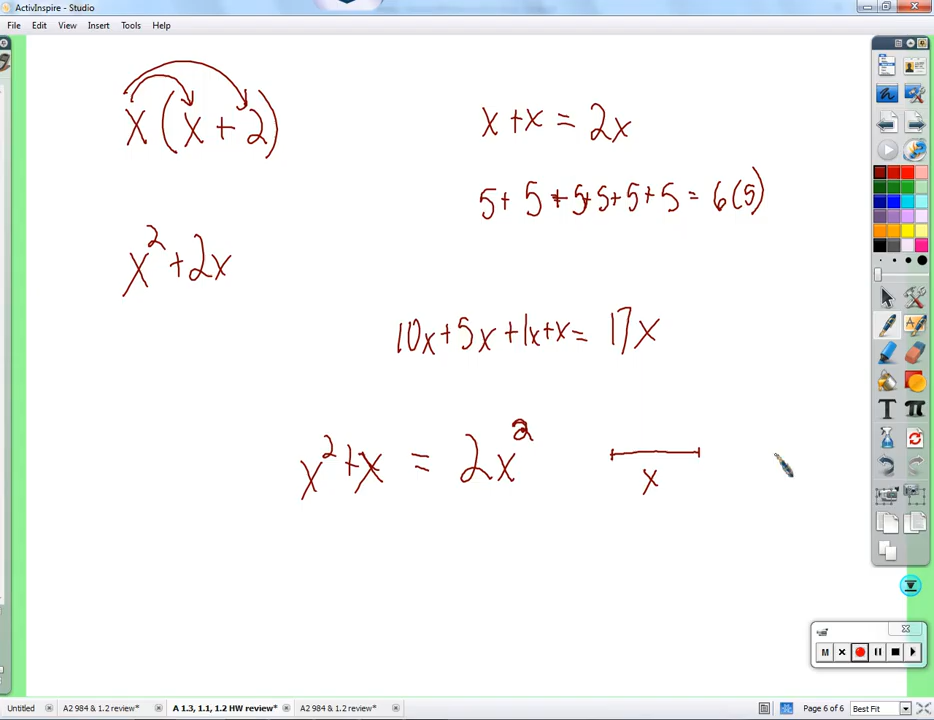 ActivInspire - Studio
File Edit View Insert Tools Help
x(x+2)
x+x=2x
5+5+5+5+5+5=6(5)
x²+2x
10x+5x+1x+x=17x
x²+x=2x²
x
T π
M
Untitled A2 984 & 1.2 review* A 1.3, 1.1, 1.2 HW review* A2 984 & 1.2 review* Page 6 of 6 Best Fit